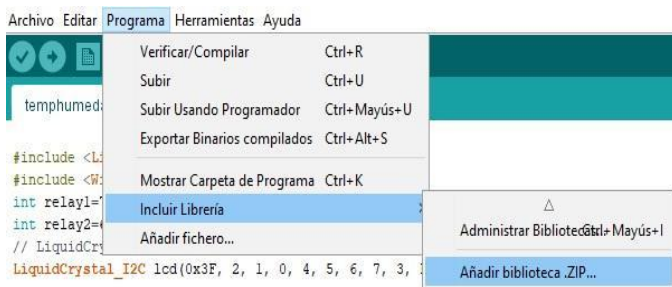 Archivo Editar Programa Herramientas Ayuda
Verificar/Compilar Ctrl+R
Subir Ctrl+U
Subir Usando Programador Ctrl+Mayús+U
Exportar Binarios compilados Ctrl+Alt+S
Mostrar Carpeta de Programa Ctrl+K
Incluir Librería
Añadir fichero...
Administrar Bibliotecas... Ctrl+Mayús+I
Añadir biblioteca .ZIP...
temphumed
#include <Li
#include <Wi
int relay1=
int relay2=
// LiquidCry
LiquidCrystal_I2C lcd(0x3F, 2, 1, 0, 4, 5, 6, 7, 3,